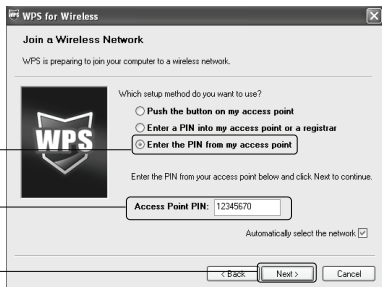 WPS for Wireless
Join a Wireless Network
WPS is preparing to join your computer to a wireless network.
WPS
Which setup method do you want to use?
Push the button on my access point
Enter a PIN into my access point or a registrar
Enter the PIN from my access point
Enter the PIN from your access point below and click Next to continue.
Access Point PIN: 12345670
Automatically select the network
< Back Next > Cancel